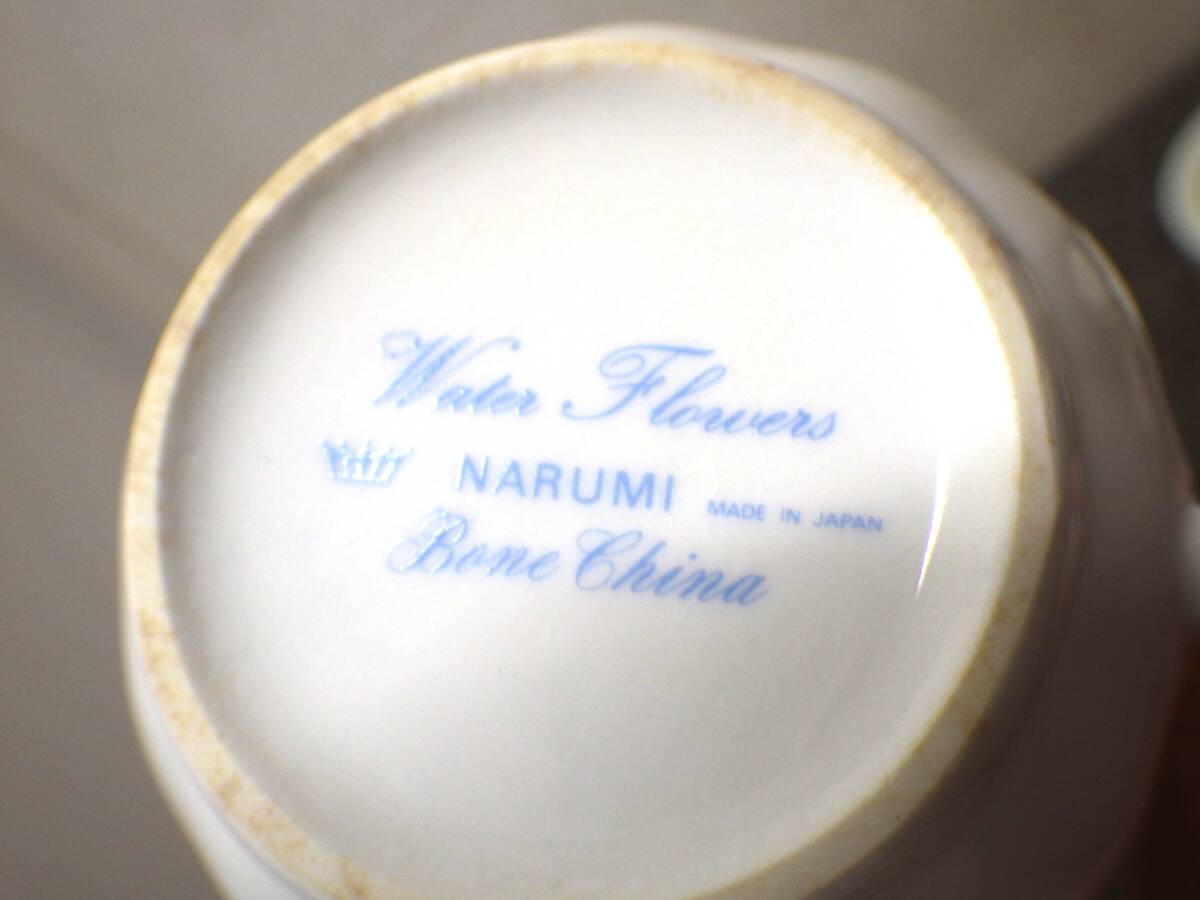 Water Flowers
NARUMI MADE IN JAPAN
Bone China